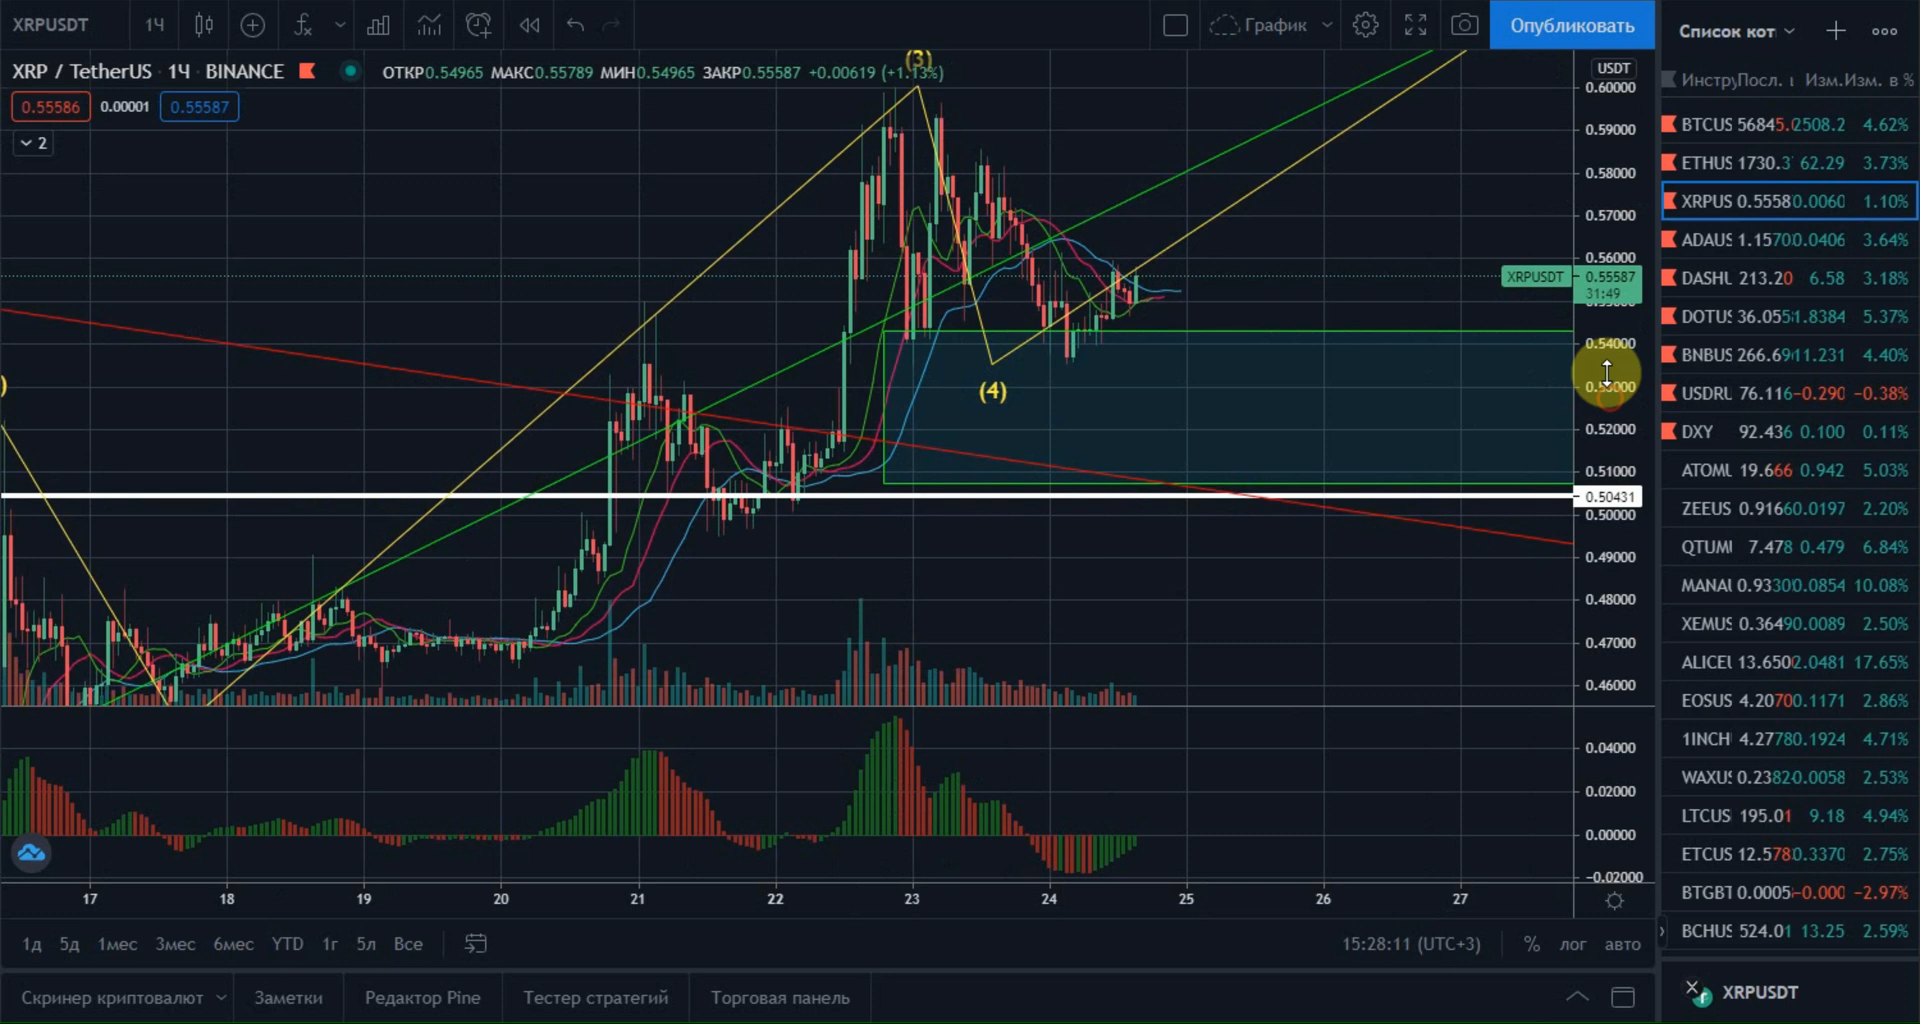 XRPUSDT 1Ч График Опубликовать
XRP / TetherUS · 1Ч · BINANCE ОТКР0.54965 МАКС0.55789 МИН0.54965 ЗАКР0.55587 +0.00619 (+1.13%)
0.55586 0.00001 0.55587
2
(3)
(4)
)
USDT
0.60000
0.59000
0.58000
0.57000
0.56000
XRPUSDT 0.55587
31:49
0.54000
0.52000
0.51000
0.50431
0.50000
0.49000
0.48000
0.47000
0.46000
0.04000
0.02000
0.00000
−0.02000
17 18 19 20 21 22 23 24 25 26 27
1д 5д 1мес 3мес 6мес YTD 1г 5л Все 15:28:11 (UTC+3) % лог авто
Скринер криптовалют Заметки Редактор Pine Тестер стратегий Торговая панель
Список кот
Посл. Изм. Изм. в %
BTCUS 56845. 2508.2 4.62%
ETHUS 1730.3 62.29 3.73%
XRPUS 0.5558 0.0060 1.10%
ADAUS 1.1570 0.0406 3.64%
DASHU 213.20 6.58 3.18%
DOTUS 36.055 1.8384 5.37%
BNBUS 266.69 11.231 4.40%
USDRU 76.116 −0.290 −0.38%
DXY 92.436 0.100 0.11%
ATOMU 19.666 0.942 5.03%
ZEEUS 0.9166 0.0197 2.20%
QTUMU 7.478 0.479 6.84%
MANAU 0.9330 0.0854 10.08%
XEMUS 0.3649 0.0089 2.50%
ALICEU 13.650 2.0481 17.65%
EOSUS 4.2070 0.1171 2.86%
1INCH 4.2778 0.1924 4.71%
WAXUS 0.2382 0.0058 2.53%
LTCUS 195.01 9.18 4.94%
ETCUS 12.578 0.3370 2.75%
BTGBT 0.0005 −0.000 −2.97%
BCHUS 524.01 13.25 2.59%
XRPUSDT